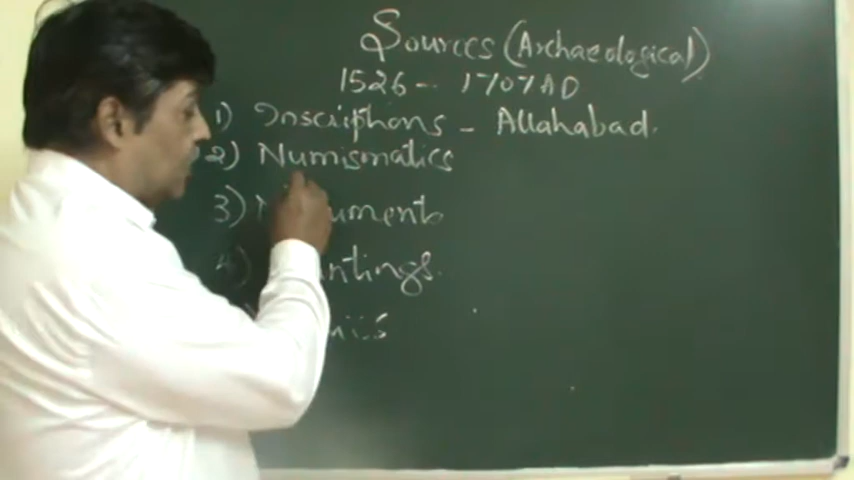 Sources (Archaeological)
1526 - 1707 AD
1) Inscriptions - Allahabad.
2) Numismatics
3)
4)